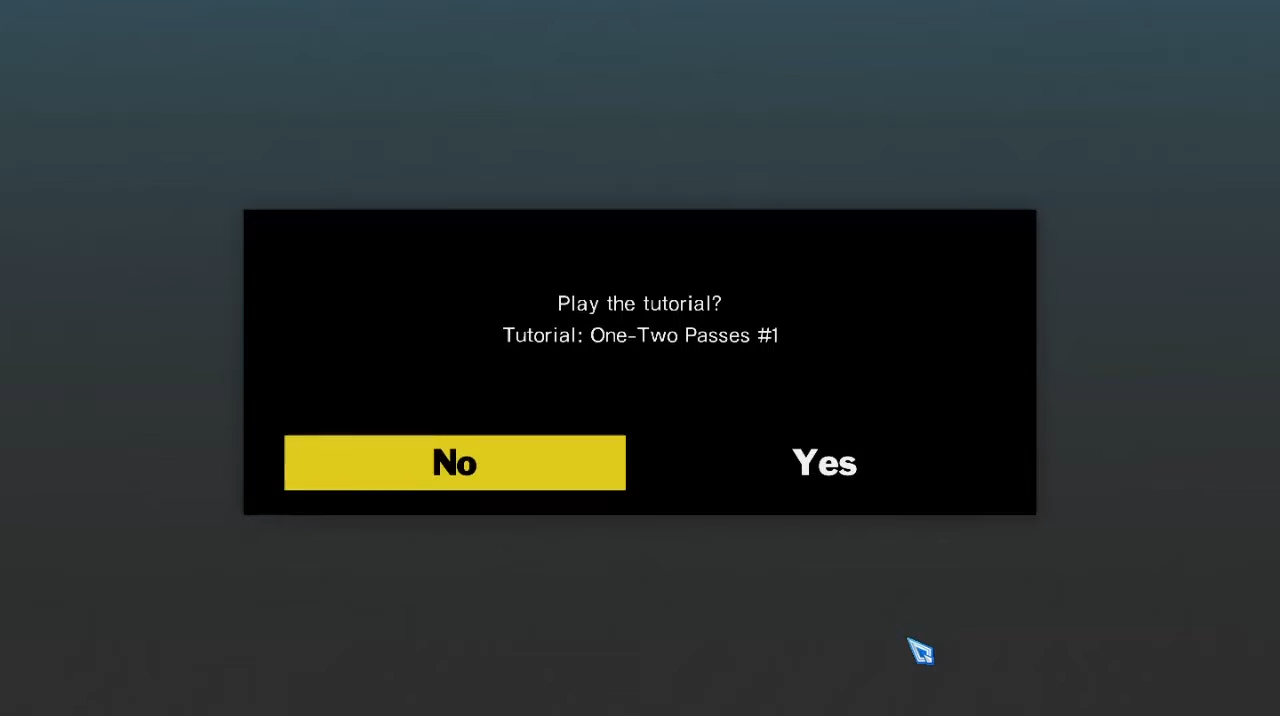 Play the tutorial?
Tutorial: One-Two Passes #1
No Yes